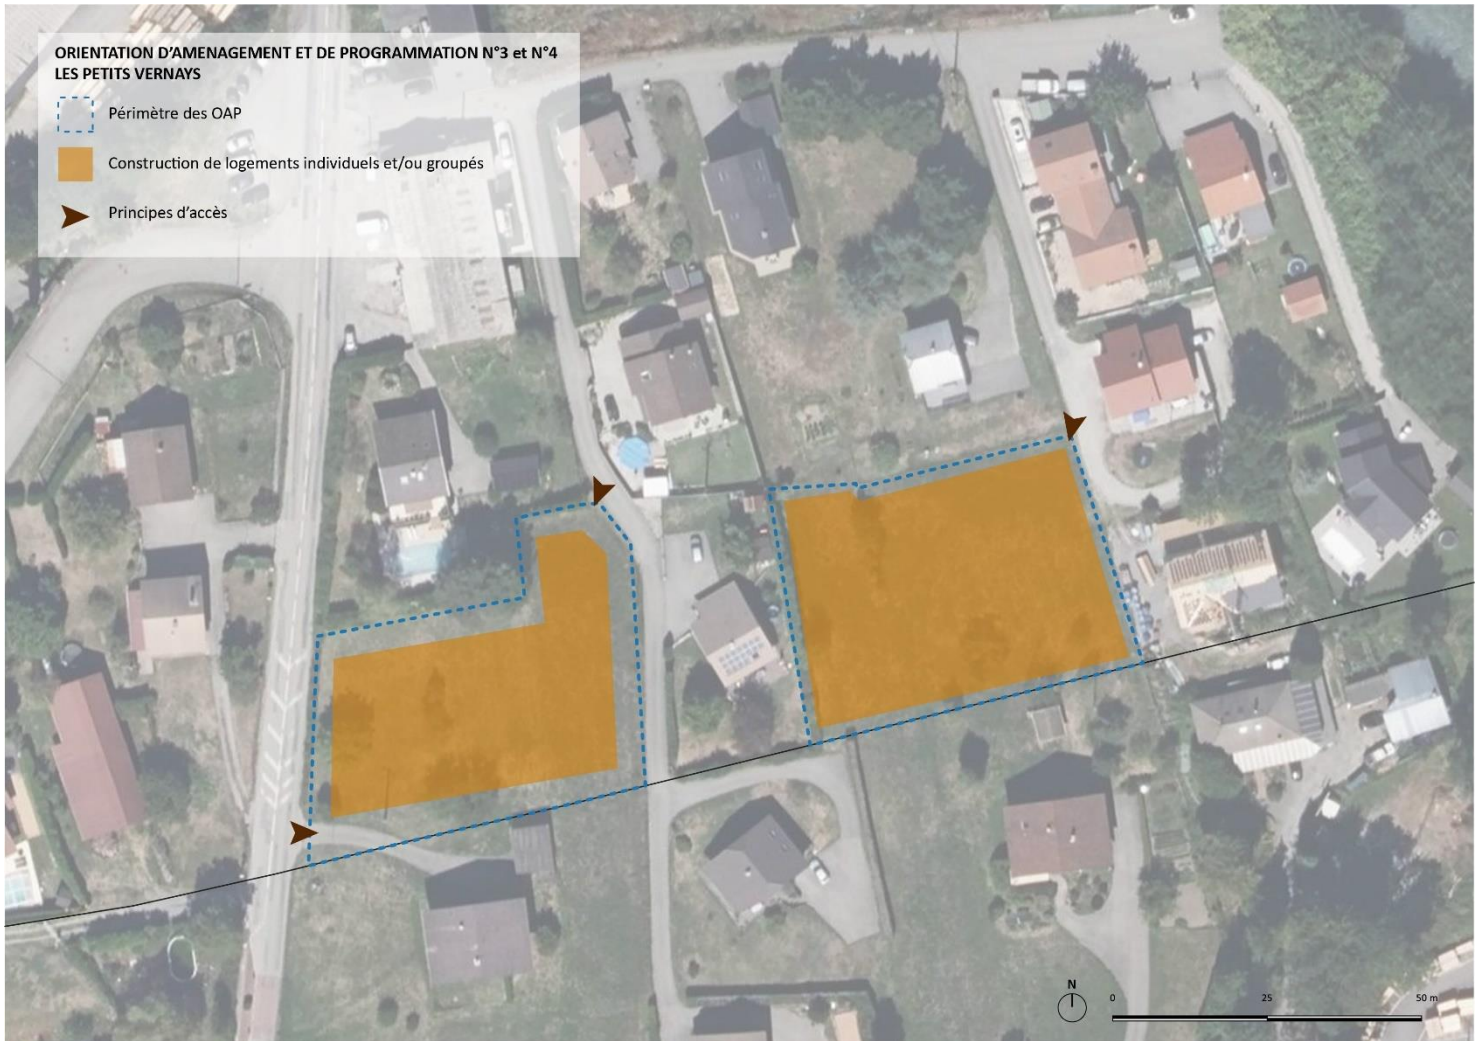 ORIENTATION D'AMENAGEMENT ET DE PROGRAMMATION N°3 et N°4
LES PETITS VERNAYS
Périmètre des OAP
Construction de logements individuels et/ou groupés
Principes d'accès
N
0 25 50 m